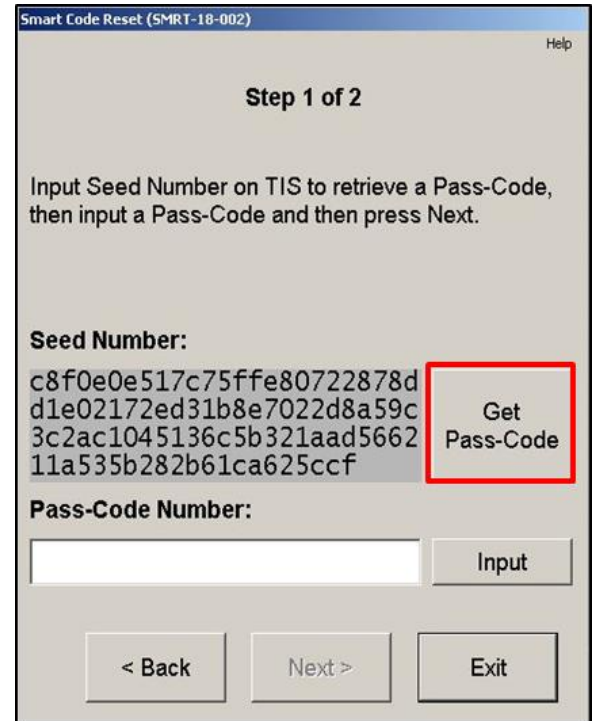 Smart Code Reset (SMRT-18-002)
Help
Step 1 of 2
Input Seed Number on TIS to retrieve a Pass-Code,
then input a Pass-Code and then press Next.
Seed Number:
c8f0e0e517c75ffe80722878d
d1e02172ed31b8e7022d8a59c
3c2ac1045136c5b321aad5662
11a535b282b61ca625ccf
Get
Pass-Code
Pass-Code Number:
Input
< Back
Next >
Exit